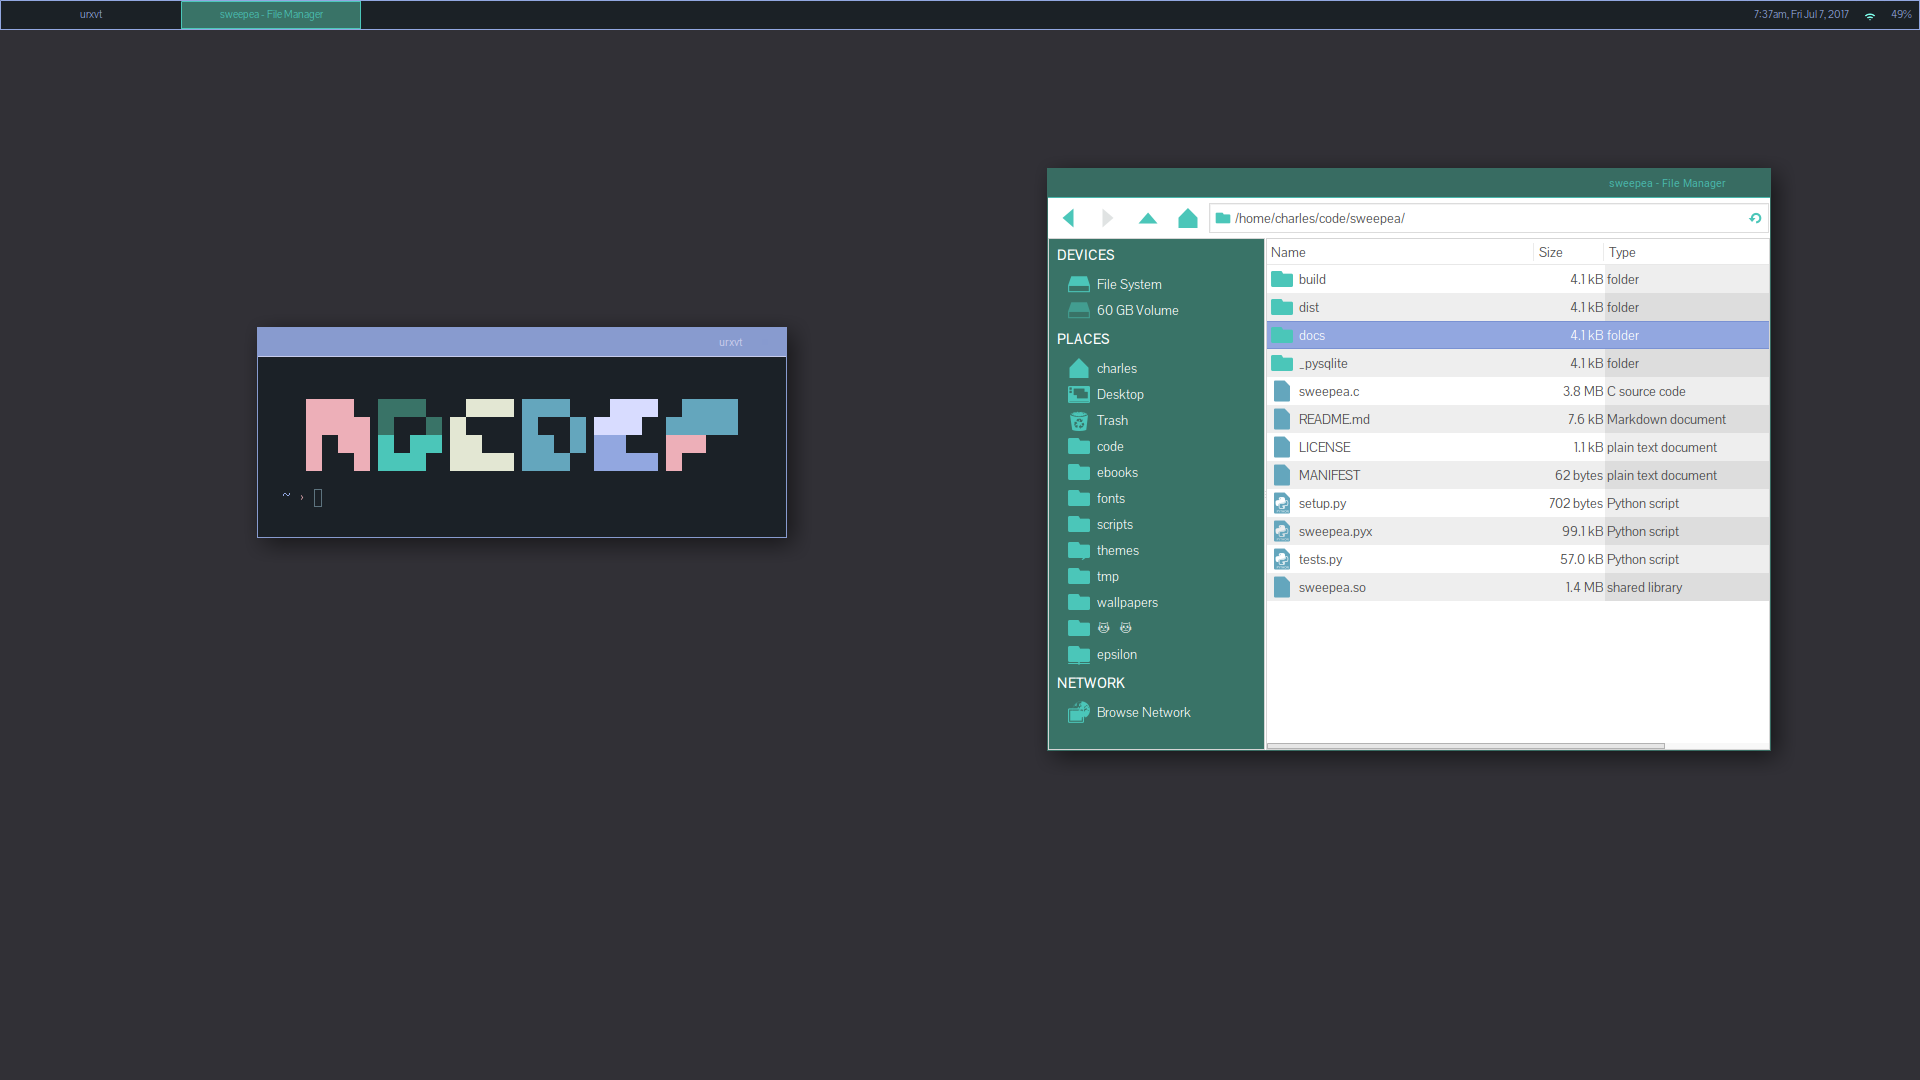 urxvt
sweepea - File Manager
7:37am, Fri Jul 7, 2017
49%
urxvt
~ ›
sweepea - File Manager
/home/charles/code/sweepea/
DEVICES
File System
60 GB Volume
PLACES
charles
Desktop
Trash
code
ebooks
fonts
scripts
themes
tmp
wallpapers
🐱 🐱
epsilon
NETWORK
Browse Network
Name Size Type
build 4.1 kB folder
dist 4.1 kB folder
docs 4.1 kB folder
_pysqlite 4.1 kB folder
sweepea.c 3.8 MB C source code
README.md 7.6 kB Markdown document
LICENSE 1.1 kB plain text document
MANIFEST 62 bytes plain text document
setup.py 702 bytes Python script
sweepea.pyx 99.1 kB Python script
tests.py 57.0 kB Python script
sweepea.so 1.4 MB shared library